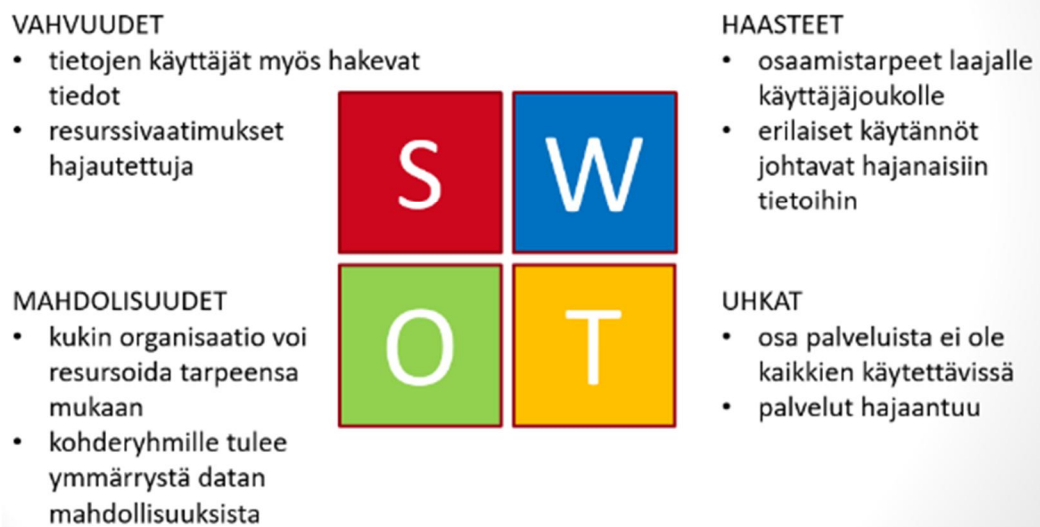 VAHVUUDET
• tietojen käyttäjät myös hakevat
tiedot
• resurssivaatimukset
hajautettuja
S
W
HAASTEET
• osaamistarpeet laajalle
käyttäjäjoukolle
• erilaiset käytännöt
johtavat hajanaisiin
tietoihin
MAHDOLISUUDET
• kukin organisaatio voi
resursoida tarpeensa
mukaan
• kohderyhmille tulee
ymmärrystä datan
mahdollisuuksista
O
T
UHKAT
• osa palveluista ei ole
kaikkien käytettävissä
• palvelut hajaantuu